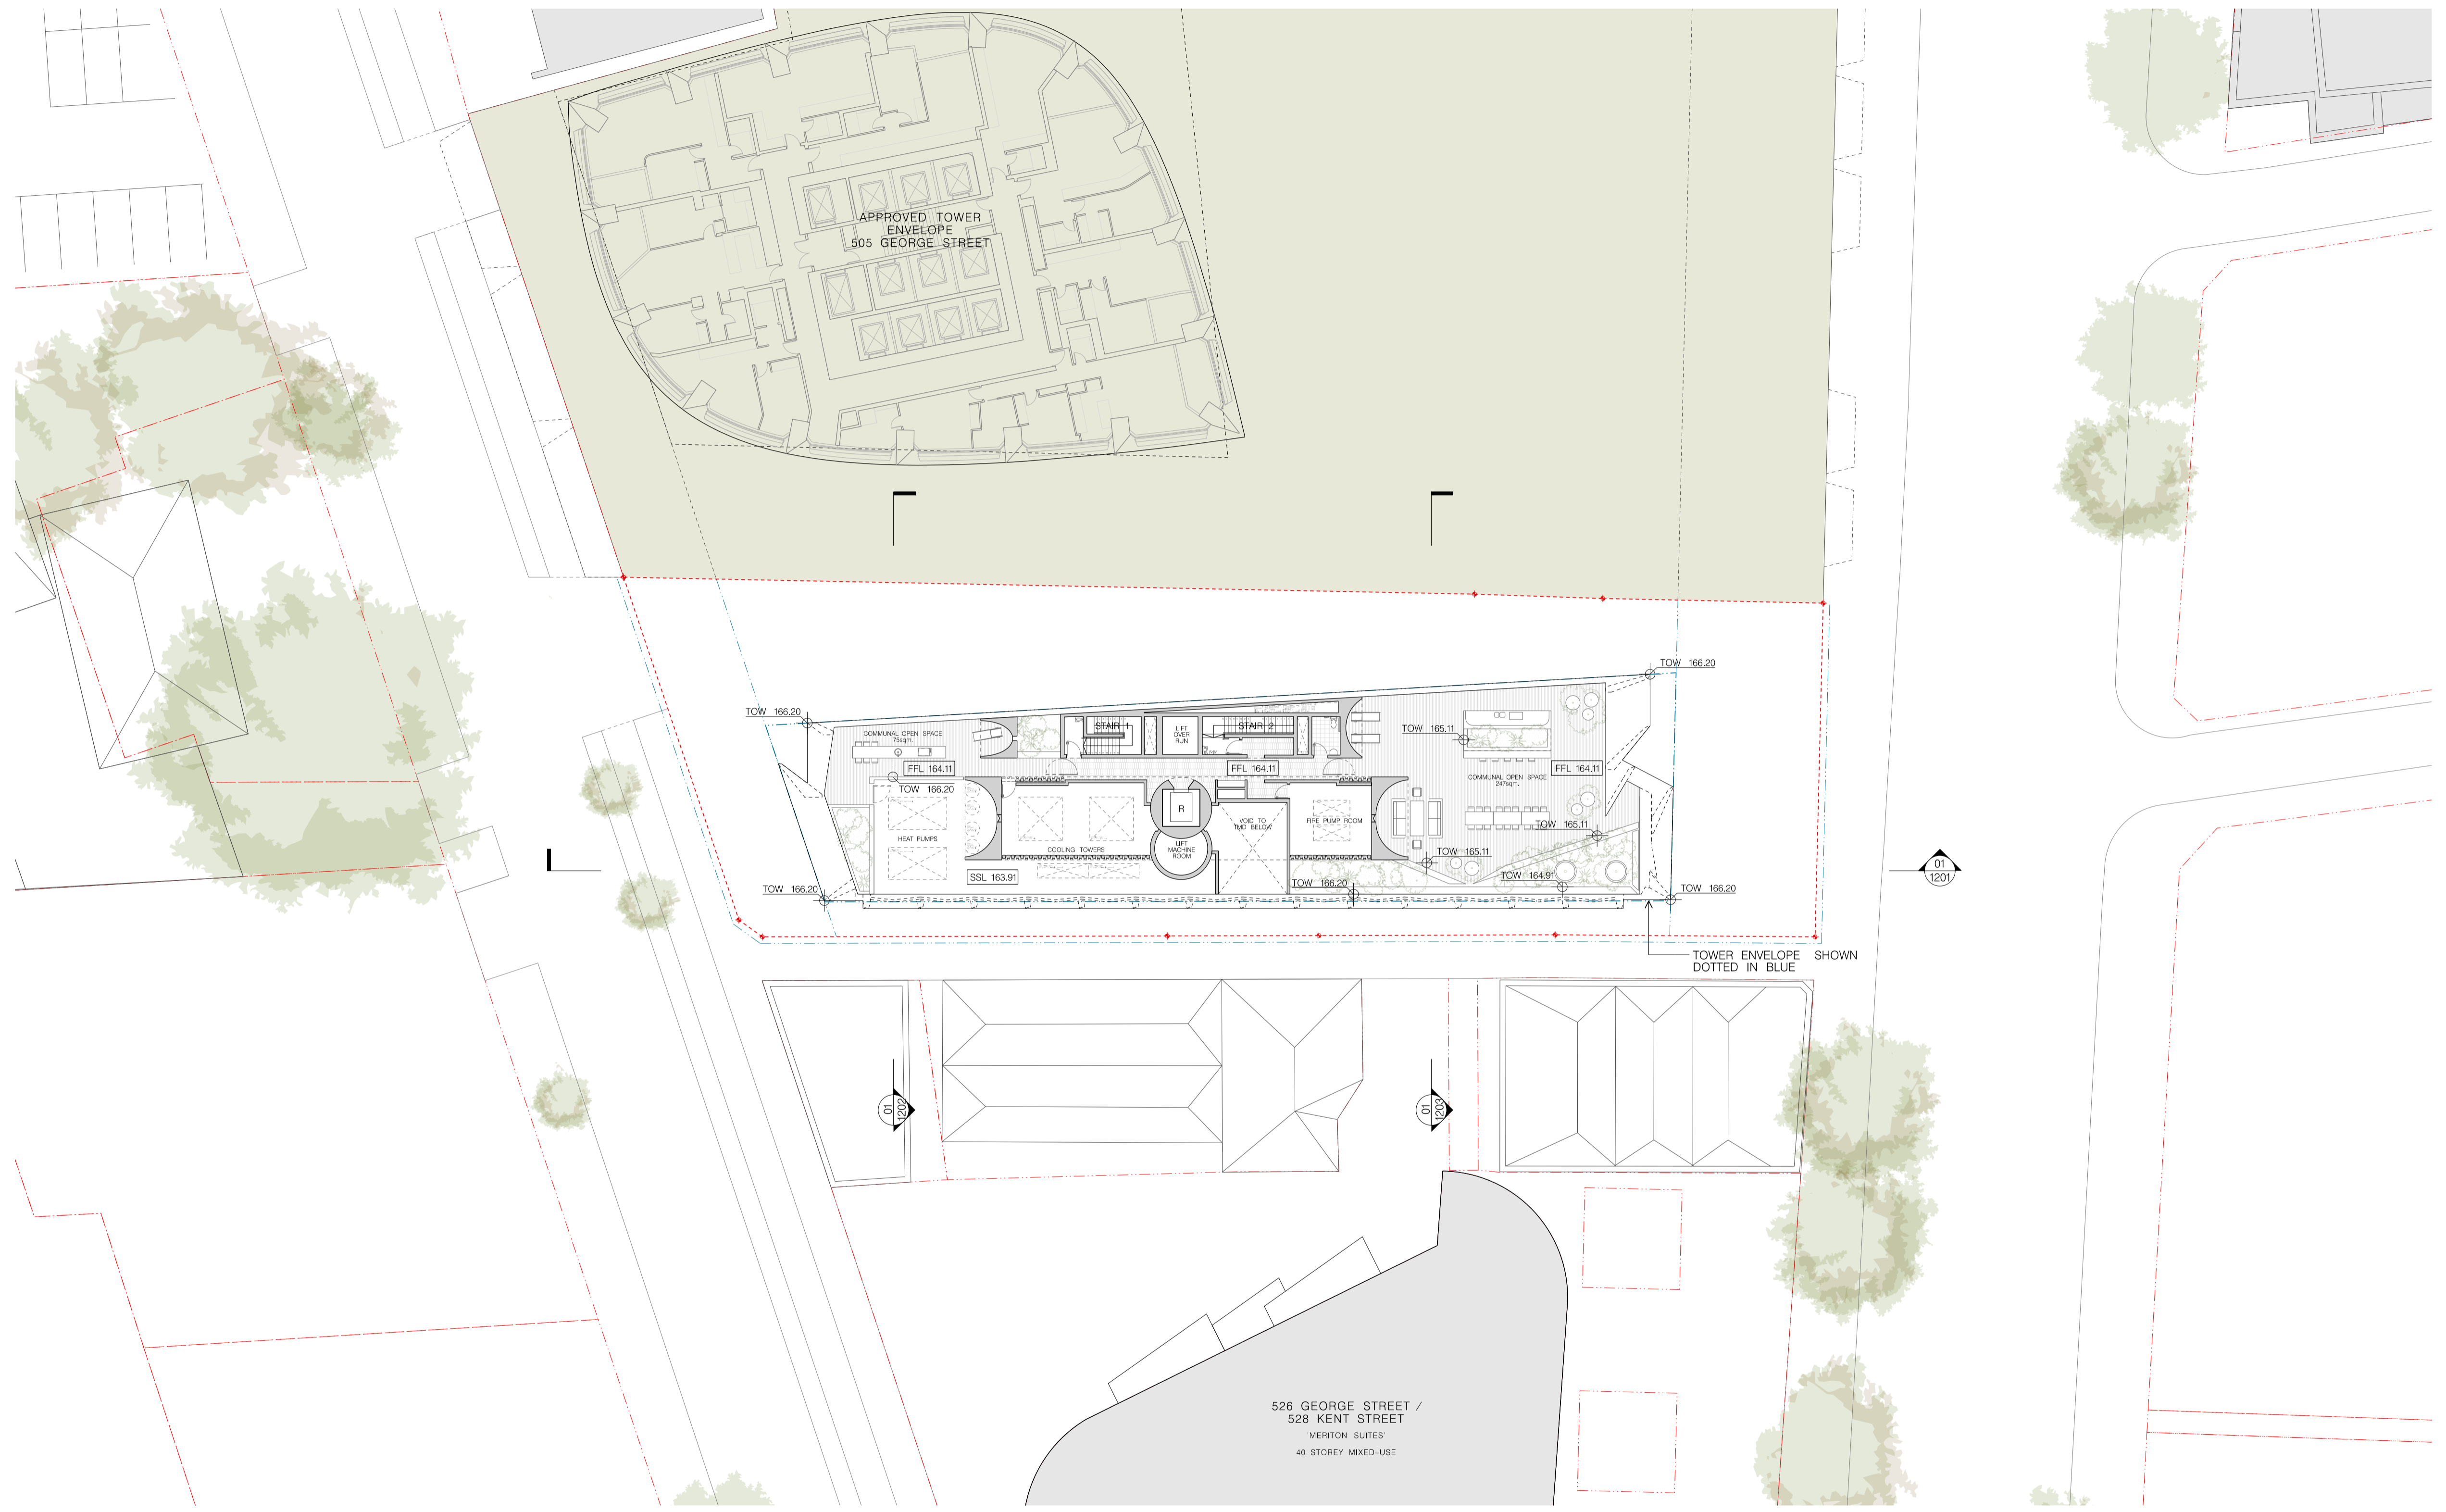 APPROVED TOWER
ENVELOPE
505 GEORGE STREET
TOW 166.20
TOW 166.20
COMMUNAL OPEN SPACE
75sqm.
STAIR 1
LIFT
OVER
RUN
STAIR 2
TOW 165.11
FFL 164.11
FFL 164.11
FFL 164.11
COMMUNAL OPEN SPACE
247sqm.
TOW 166.20
R
HEAT PUMPS
COOLING TOWERS
LIFT
MACHINE
ROOM
VOID TO
TMD BELOW
FIRE PUMP ROOM
TOW 165.11
TOW 165.11
SSL 163.91
TOW 166.20
TOW 166.20
TOW 164.91
TOW 166.20
01
1201
TOWER ENVELOPE SHOWN
DOTTED IN BLUE
01
1202
01
1203
526 GEORGE STREET /
528 KENT STREET
'MERITON SUITES'
40 STOREY MIXED-USE